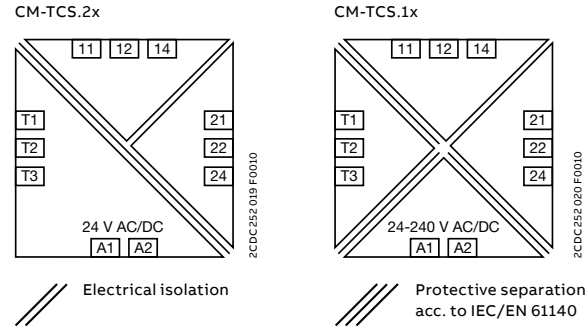 CM-TCS.2x
11 12 14
T1
T2
T3
21
22
24
24 V AC/DC
A1 A2
2CDC 252 019 F0010
Electrical isolation
CM-TCS.1x
11 12 14
T1
T2
T3
21
22
24
24-240 V AC/DC
A1 A2
2CDC 252 020 F0010
Protective separation
acc. to IEC/EN 61140